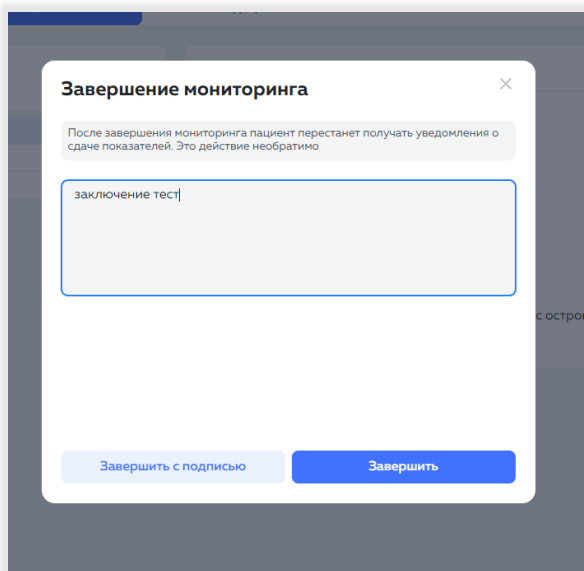 Завершение мониторинга
После завершения мониторинга пациент перестанет получать уведомления о
сдаче показателей. Это действие необратимо
заключение тест
с остро
Завершить с подписью
Завершить